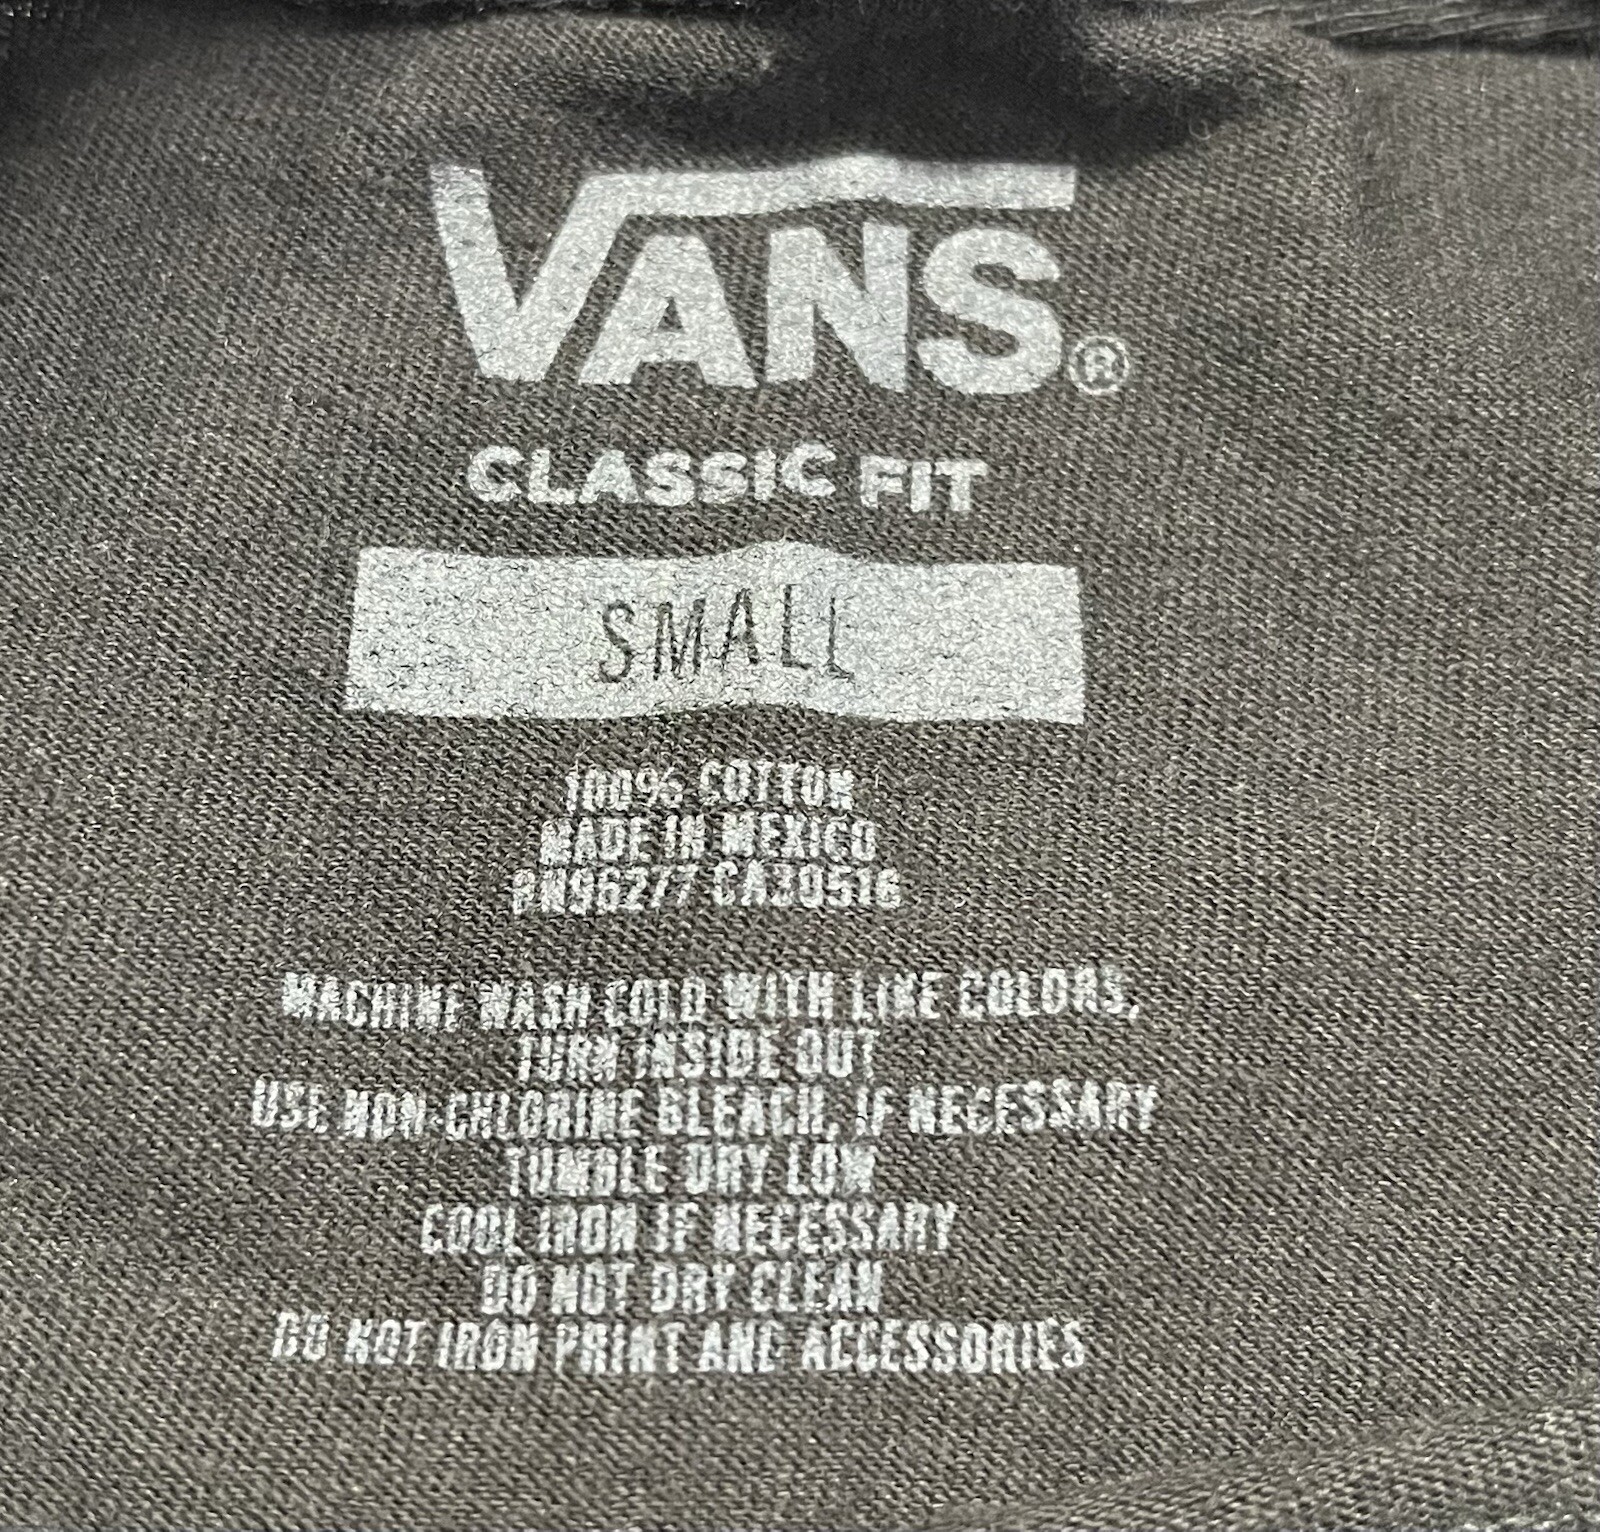 VANS®
CLASSIC FIT
SMALL
100% COTTON
MADE IN MEXICO
RN96277 CA30516
MACHINE WASH COLD WITH LIKE COLORS,
TURN INSIDE OUT
USE NON-CHLORINE BLEACH, IF NECESSARY
TUMBLE DRY LOW
COOL IRON IF NECESSARY
DO NOT DRY CLEAN
DO NOT IRON PRINT AND ACCESSORIES